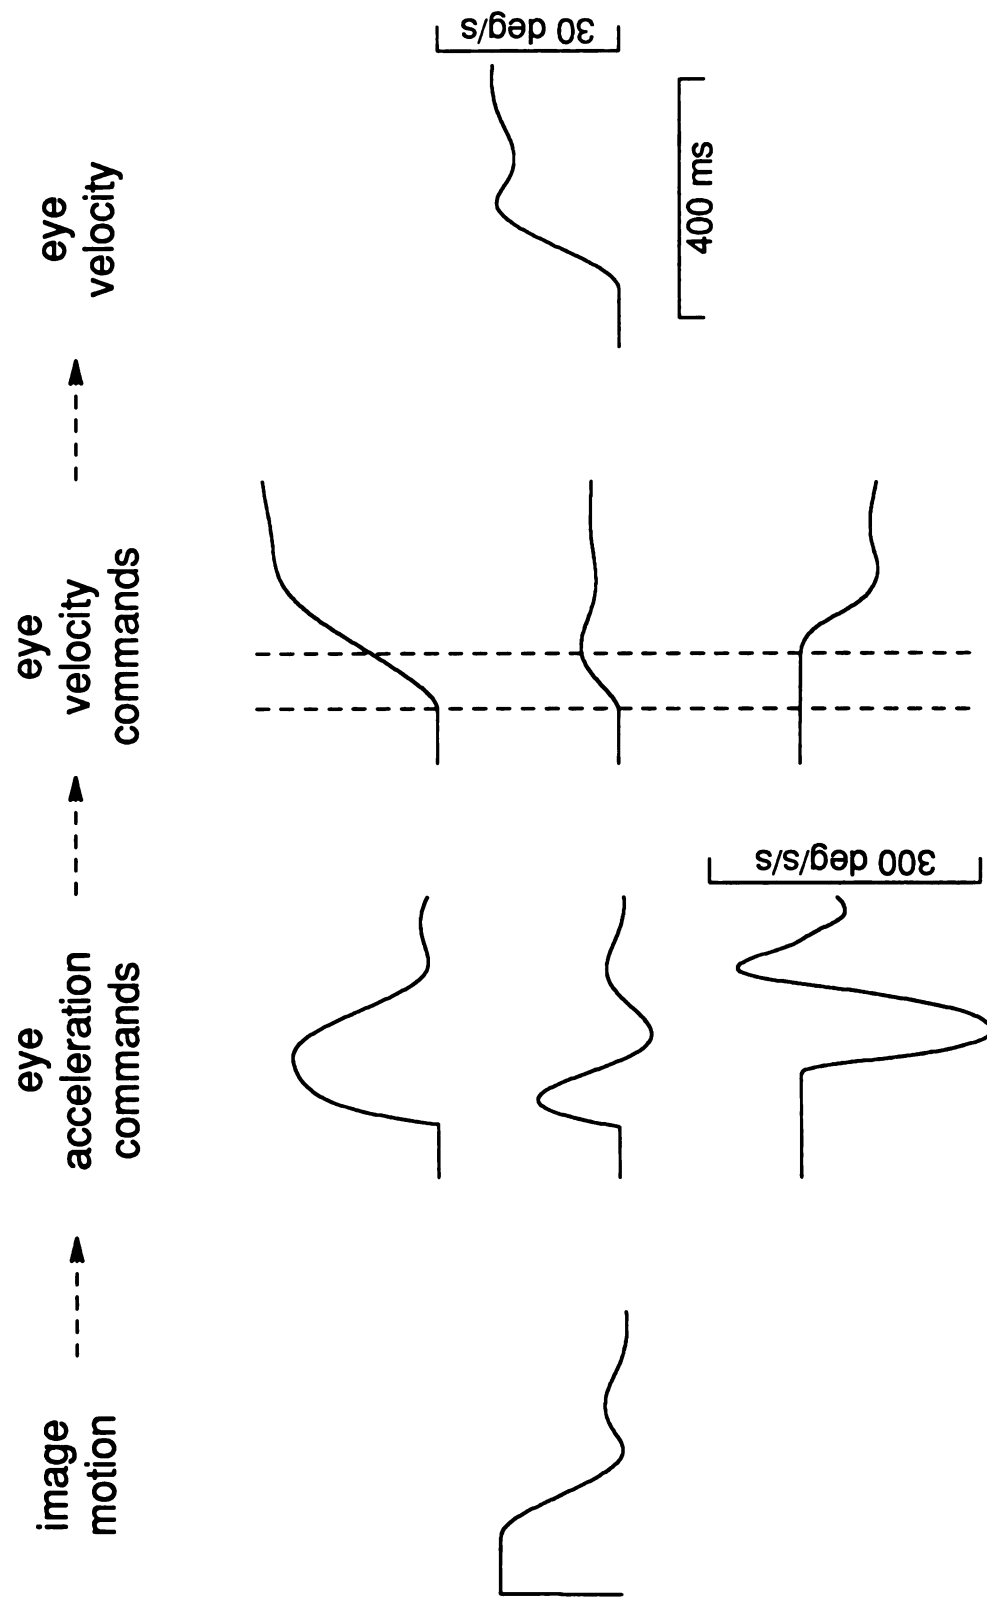 image
motion
eye
acceleration
commands
eye
velocity
commands
eye
velocity
300 deg/s/s
30 deg/s
400 ms